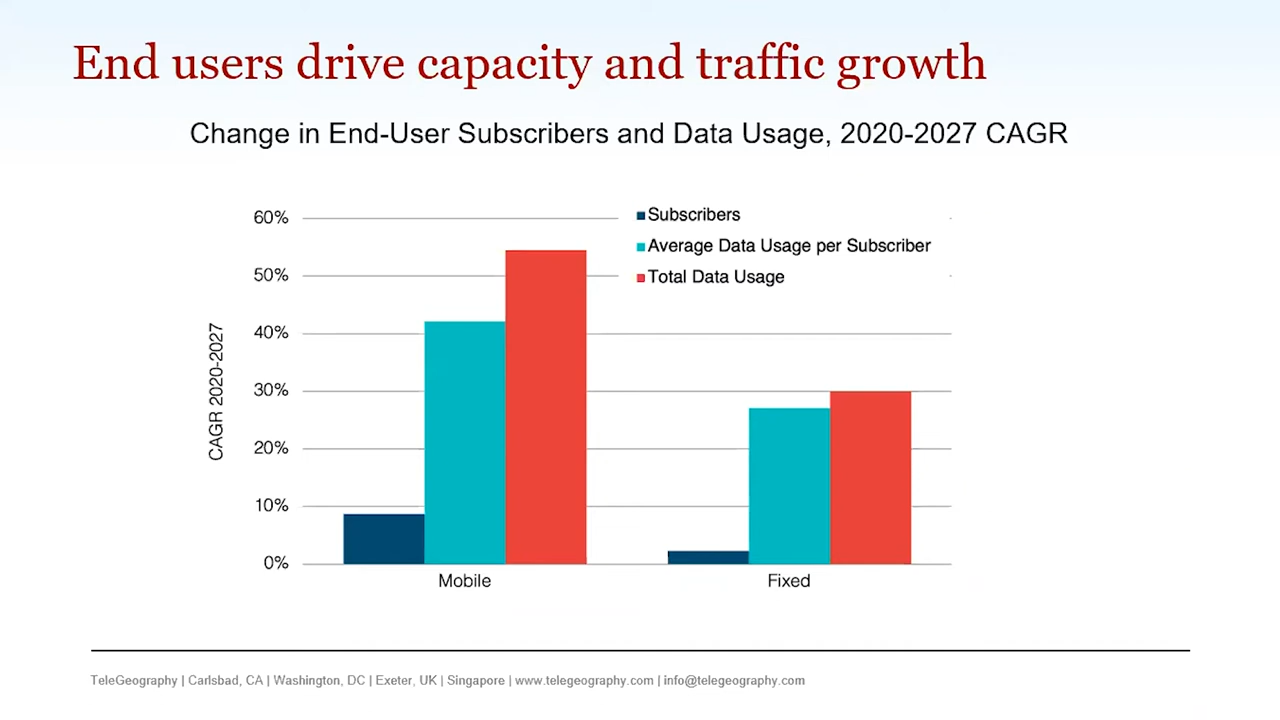 End users drive capacity and traffic growth
Change in End-User Subscribers and Data Usage, 2020-2027 CAGR
Subscribers
Average Data Usage per Subscriber
Total Data Usage
CAGR 2020-2027
60%
50%
40%
30%
20%
10%
0%
Mobile
Fixed
TeleGeography | Carlsbad, CA | Washington, DC | Exeter, UK | Singapore | www.telegeography.com | info@telegeography.com